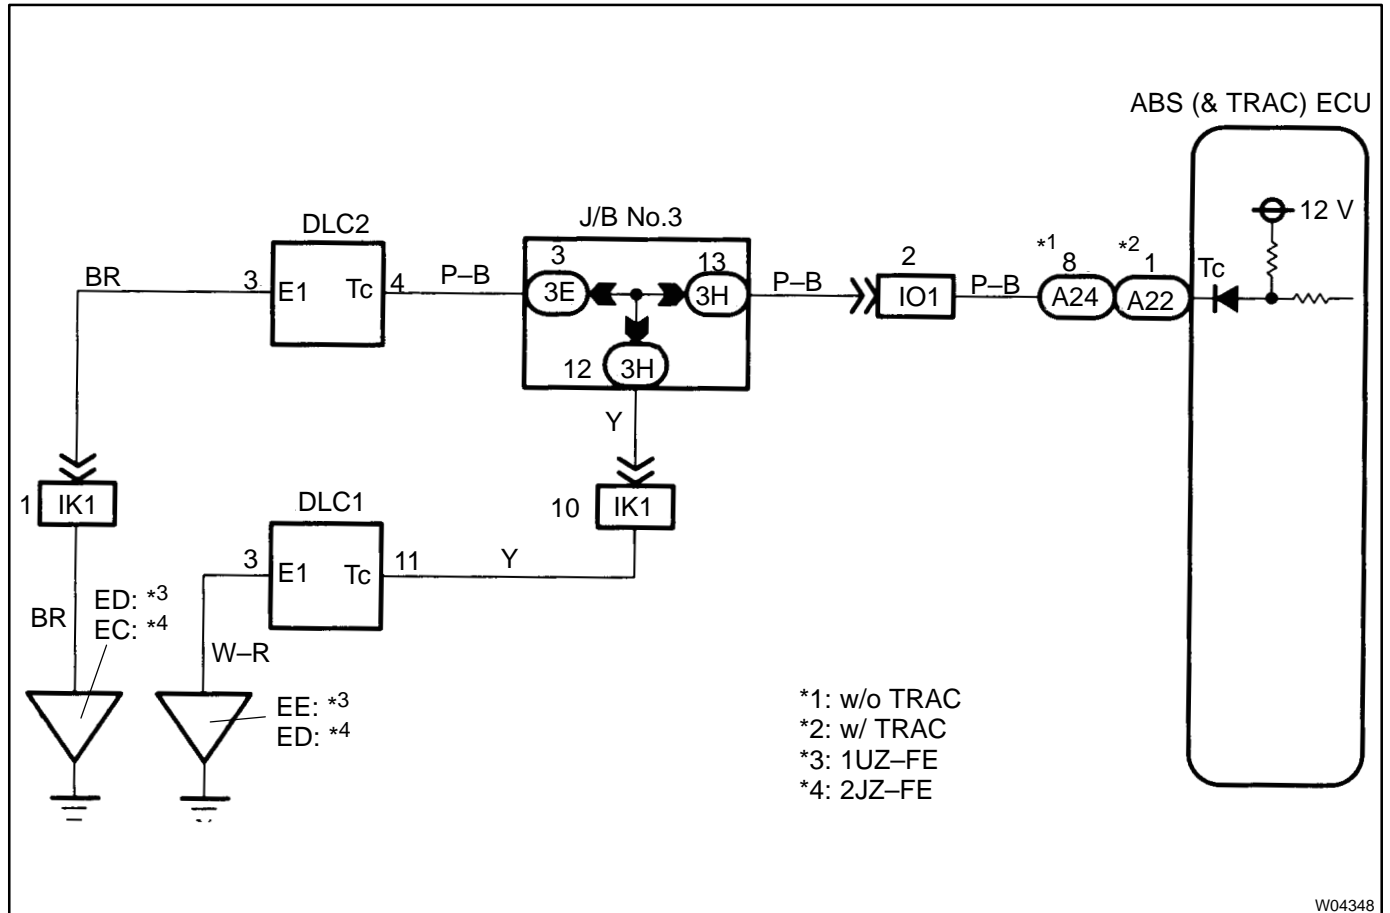 ABS (& TRAC) ECU
12 V
DLC2
J/B No.3
BR
3
E1
Tc
4
P–B
3
3E
13
3H
P–B
2
IO1
P–B
*1
8
A24
*2
1
A22
Tc
12
3H
Y
1
IK1
DLC1
10
IK1
3
E1
Tc
11
Y
BR
ED: *3
EC: *4
W–R
EE: *3
ED: *4
*1: w/o TRAC
*2: w/ TRAC
*3: 1UZ–FE
*4: 2JZ–FE
W04348